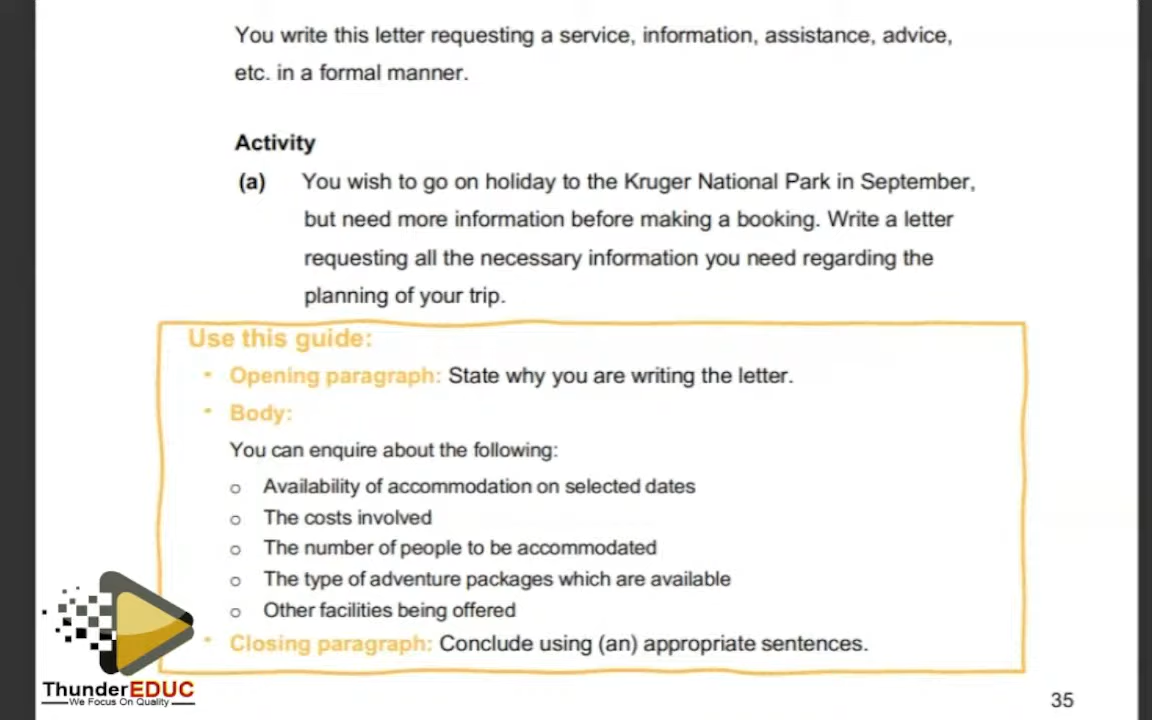 You write this letter requesting a service, information, assistance, advice,
etc. in a formal manner.
Activity
(a) You wish to go on holiday to the Kruger National Park in September,
but need more information before making a booking. Write a letter
requesting all the necessary information you need regarding the
planning of your trip.
Use this guide:
- Opening paragraph: State why you are writing the letter.
- Body:
You can enquire about the following:
o Availability of accommodation on selected dates
o The costs involved
o The number of people to be accommodated
o The type of adventure packages which are available
o Other facilities being offered
- Closing paragraph: Conclude using (an) appropriate sentences.
ThunderEDUC
We Focus On Quality
35